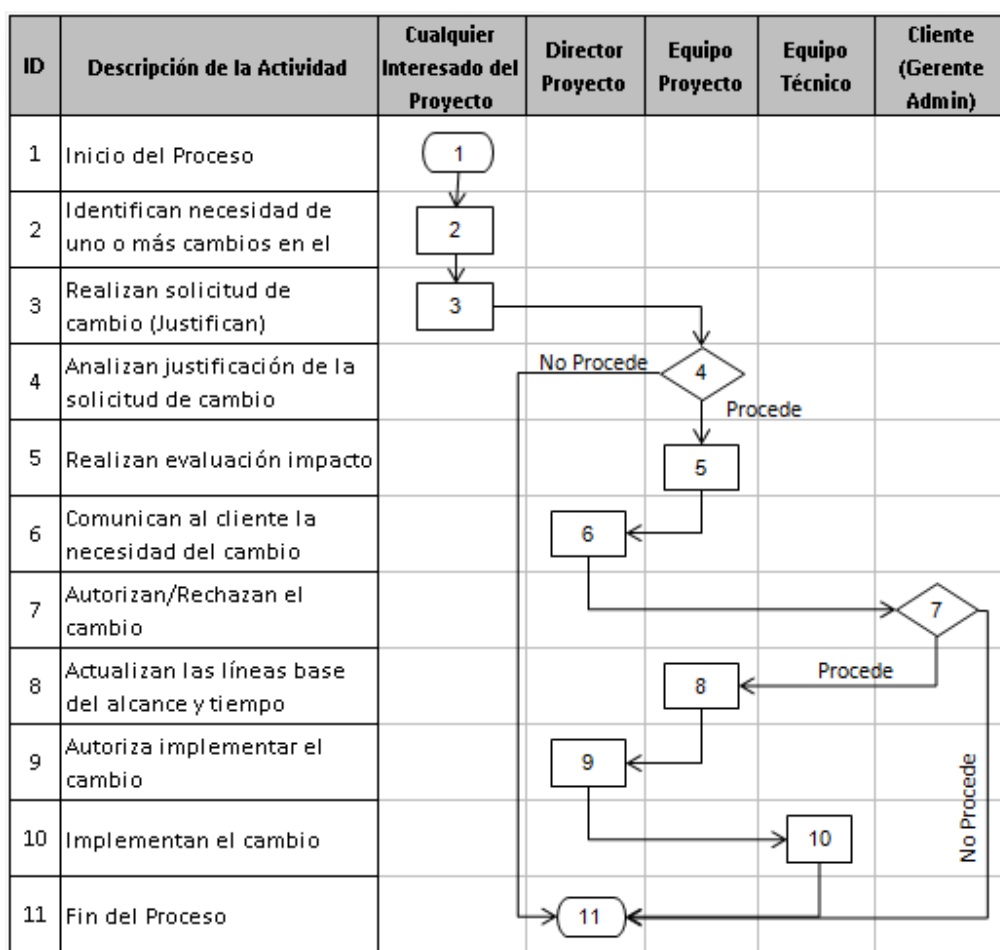 ID
Descripción de la Actividad
Cualquier
Interesado del
Proyecto
Director
Proyecto
Equipo
Proyecto
Equipo
Técnico
Cliente
(Gerente
Admin)
1
Inicio del Proceso
1
2
Identifican necesidad de
uno o más cambios en el
2
3
Realizan solicitud de
cambio (Justifican)
3
4
Analizan justificación de la
solicitud de cambio
No Procede
4
Procede
5
Realizan evaluación impacto
5
6
Comunican al cliente la
necesidad del cambio
6
7
Autorizan/Rechazan el
cambio
7
8
Actualizan las líneas base
del alcance y tiempo
8
Procede
9
Autoriza implementar el
cambio
9
No Procede
10
Implementan el cambio
10
11
Fin del Proceso
11